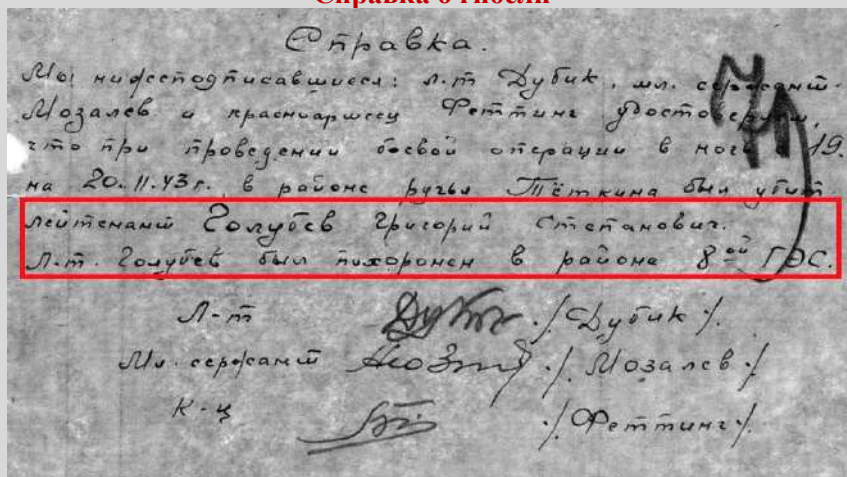 Справка о гибели
Справка.
Мы нижеподписавшиеся: л-т Дубик, мл. сержант
Мозалев и красноармеец Феттинг удостоверяем,
что при проведении боевой операции в ночь с 19.
на 20.11.43 г. в районе ручья Тёткина был убит
лейтенант Голубев Григорий Степанович.
Л-т. Голубев был похоронен в районе 8ой ГЭС.
Л-т /Дубик/.
Мл. сержант /Мозалев/
К-ц /Феттинг/.